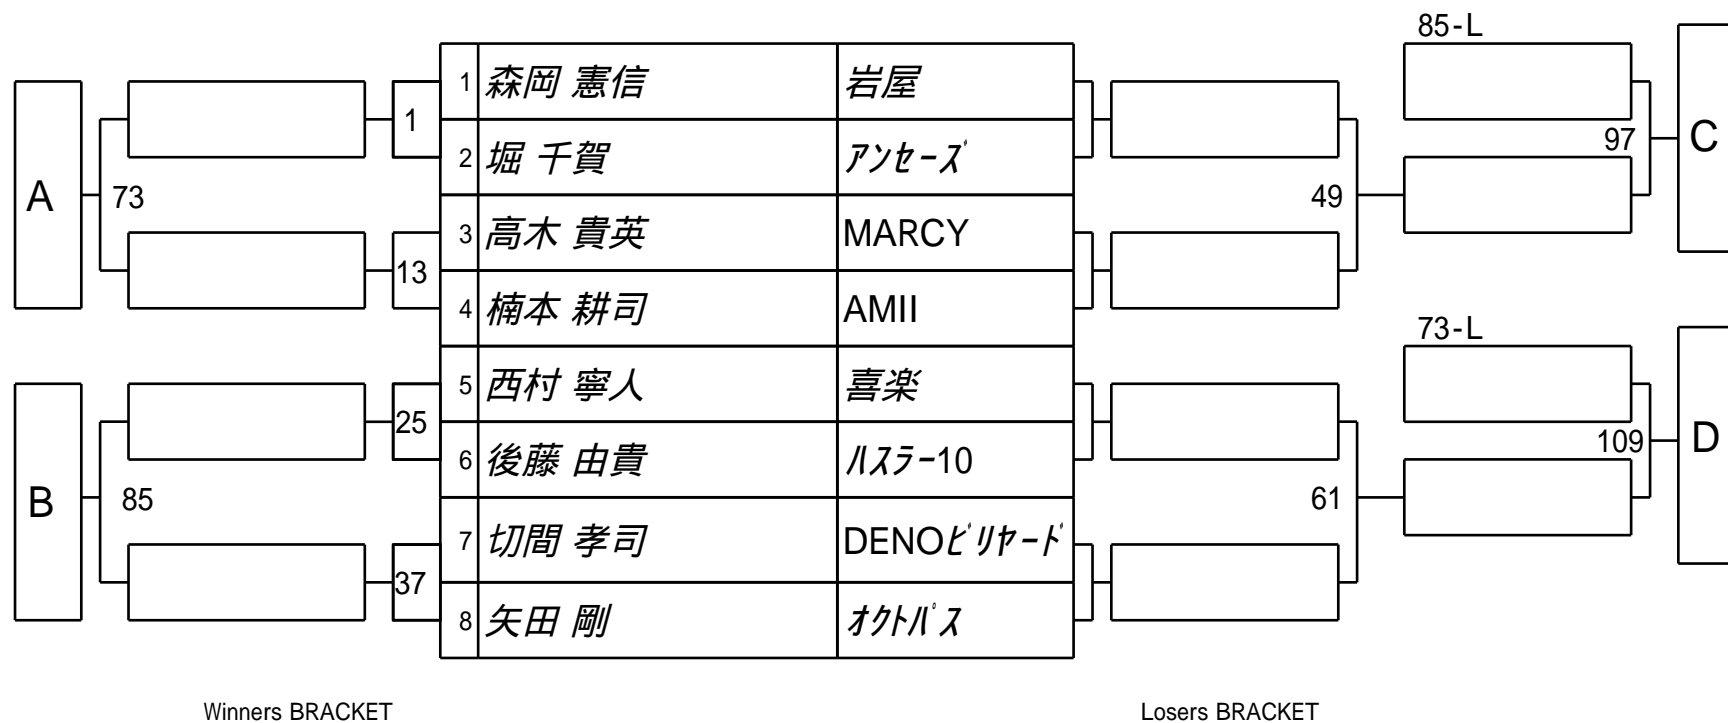 85-L
1 森岡 憲信 岩屋
1
2 堀 千賀 アンセーズ
97 C
A 73
49
3 高木 貴英 MARCY
13
4 楠本 耕司 AMII
73-L
5 西村 寧人 喜楽
25
6 後藤 由貴 ハスラー10
109 D
B 85
61
7 切間 孝司 DENOビリヤード
37
8 矢田 剛 オクトパス
Winners BRACKET Losers BRACKET